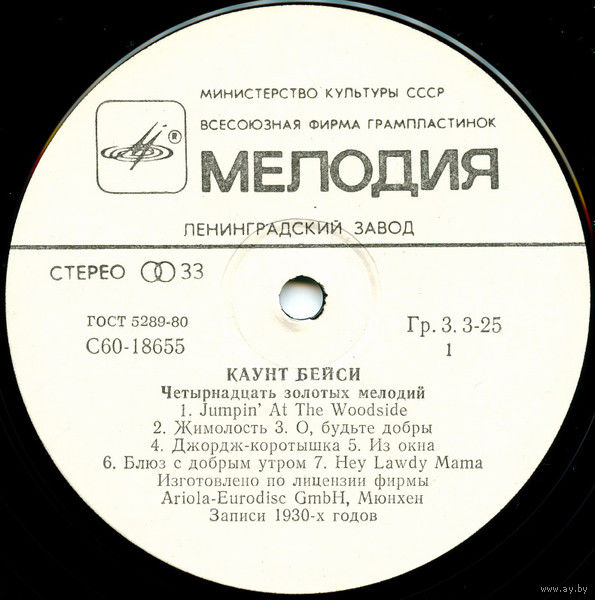 МИНИСТЕРСТВО КУЛЬТУРЫ СССР
ВСЕСОЮЗНАЯ ФИРМА ГРАМПЛАСТИНОК
®
МЕЛОДИЯ
ЛЕНИНГРАДСКИЙ ЗАВОД
СТЕРЕО 33
ГОСТ 5289-80
Гр. 3. 3-25
С60-18655
1
КАУНТ БЕЙСИ
Четырнадцать золотых мелодий
1. Jumpin' At The Woodside
2. Жимолость 3. О, будьте добры
4. Джордж-коротышка 5. Из окна
6. Блюз с добрым утром 7. Hey Lawdy Mama
Изготовлено по лицензии фирмы
Ariola-Eurodisc GmbH, Мюнхен
Записи 1930-х годов
www.ay.by